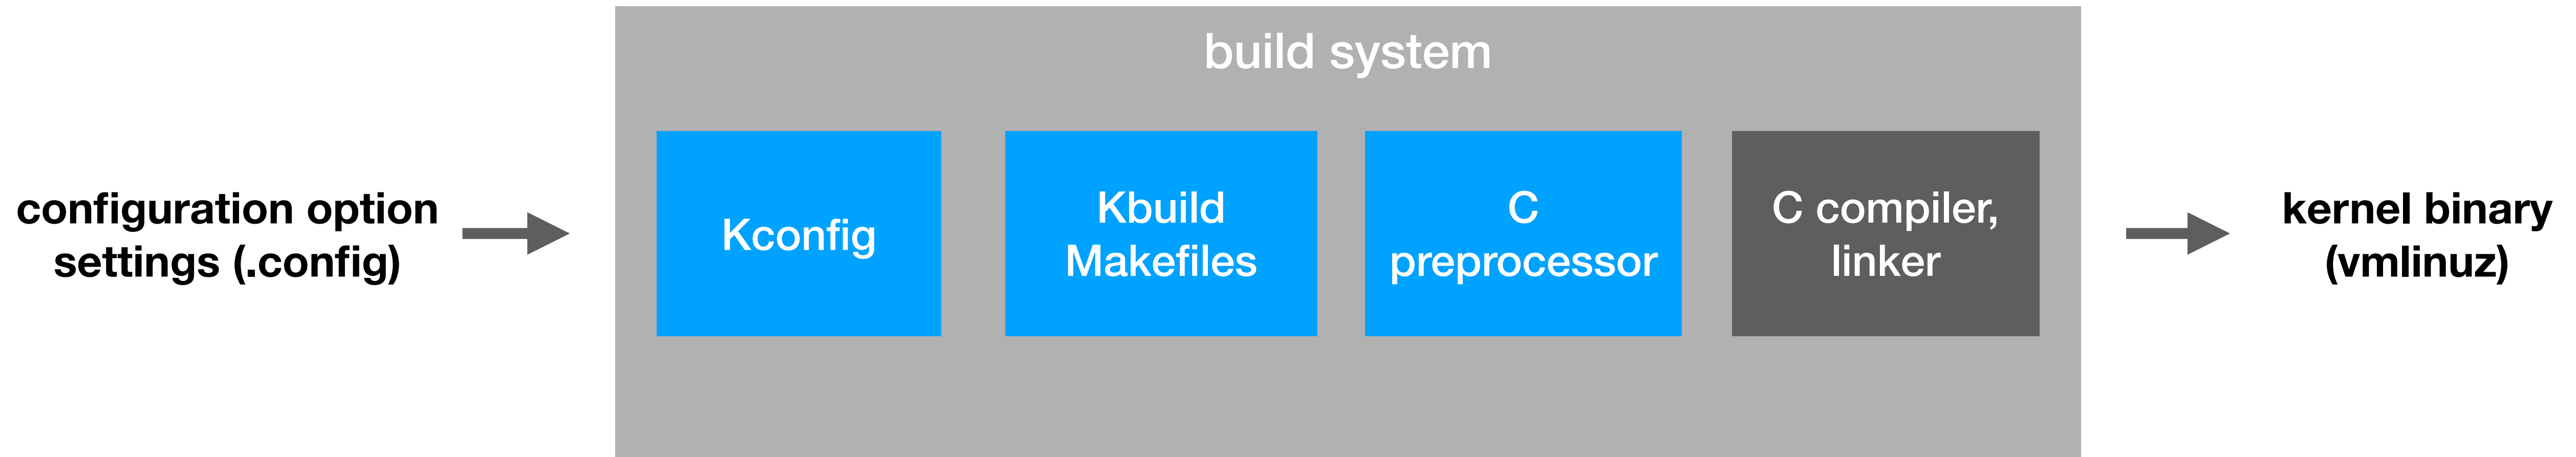 build system
configuration option
settings (.config)
Kconfig
Kbuild
Makefiles
C
preprocessor
C compiler,
linker
kernel binary
(vmlinuz)